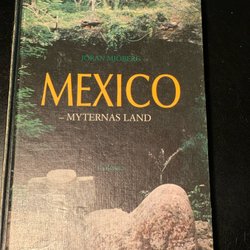 JÖRAN MJÖBERG
MEXICO
– MYTERNAS LAND